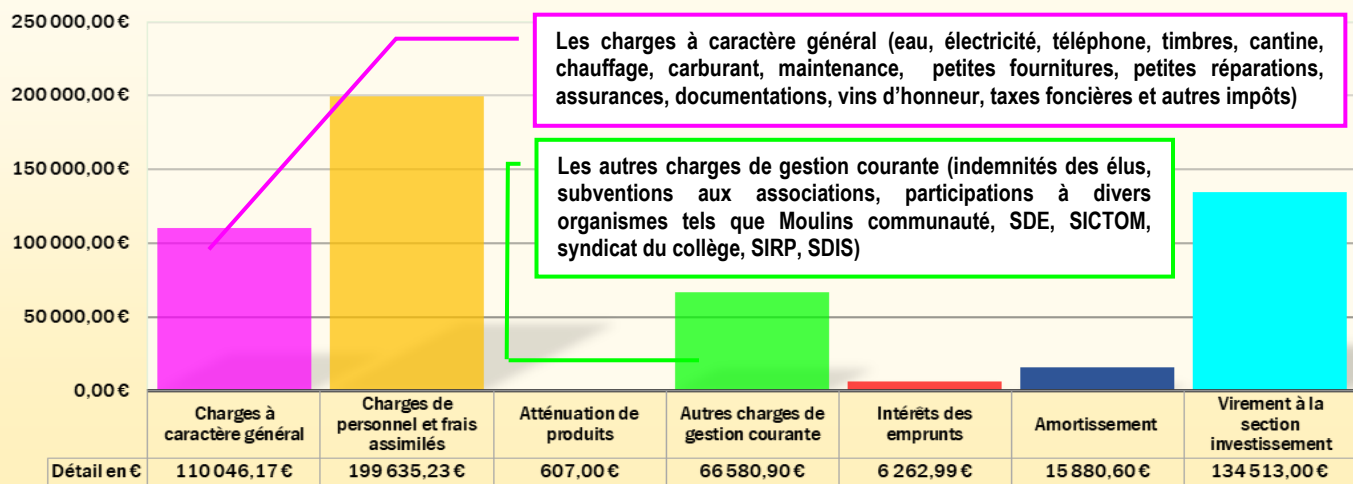 250 000,00 €
200 000,00 €
150 000,00 €
100 000,00 €
50 000,00 €
0,00 €
Les charges à caractère général (eau, électricité, téléphone, timbres, cantine,
chauffage, carburant, maintenance, petites fournitures, petites réparations,
assurances, documentations, vins d’honneur, taxes foncières et autres impôts)
Les autres charges de gestion courante (indemnités des élus,
subventions aux associations, participations à divers
organismes tels que Moulins communauté, SDE, SICTOM,
syndicat du collège, SIRP, SDIS)
Charges à
caractère général
Charges de
personnel et frais
assimilés
Atténuation de
produits
Autres charges de
gestion courante
Intérêts des
emprunts
Amortissement
Virement à la
section
investissement
Détail en € 110 046,17 € 199 635,23 € 607,00 € 66 580,90 € 6 262,99 € 15 880,60 € 134 513,00 €